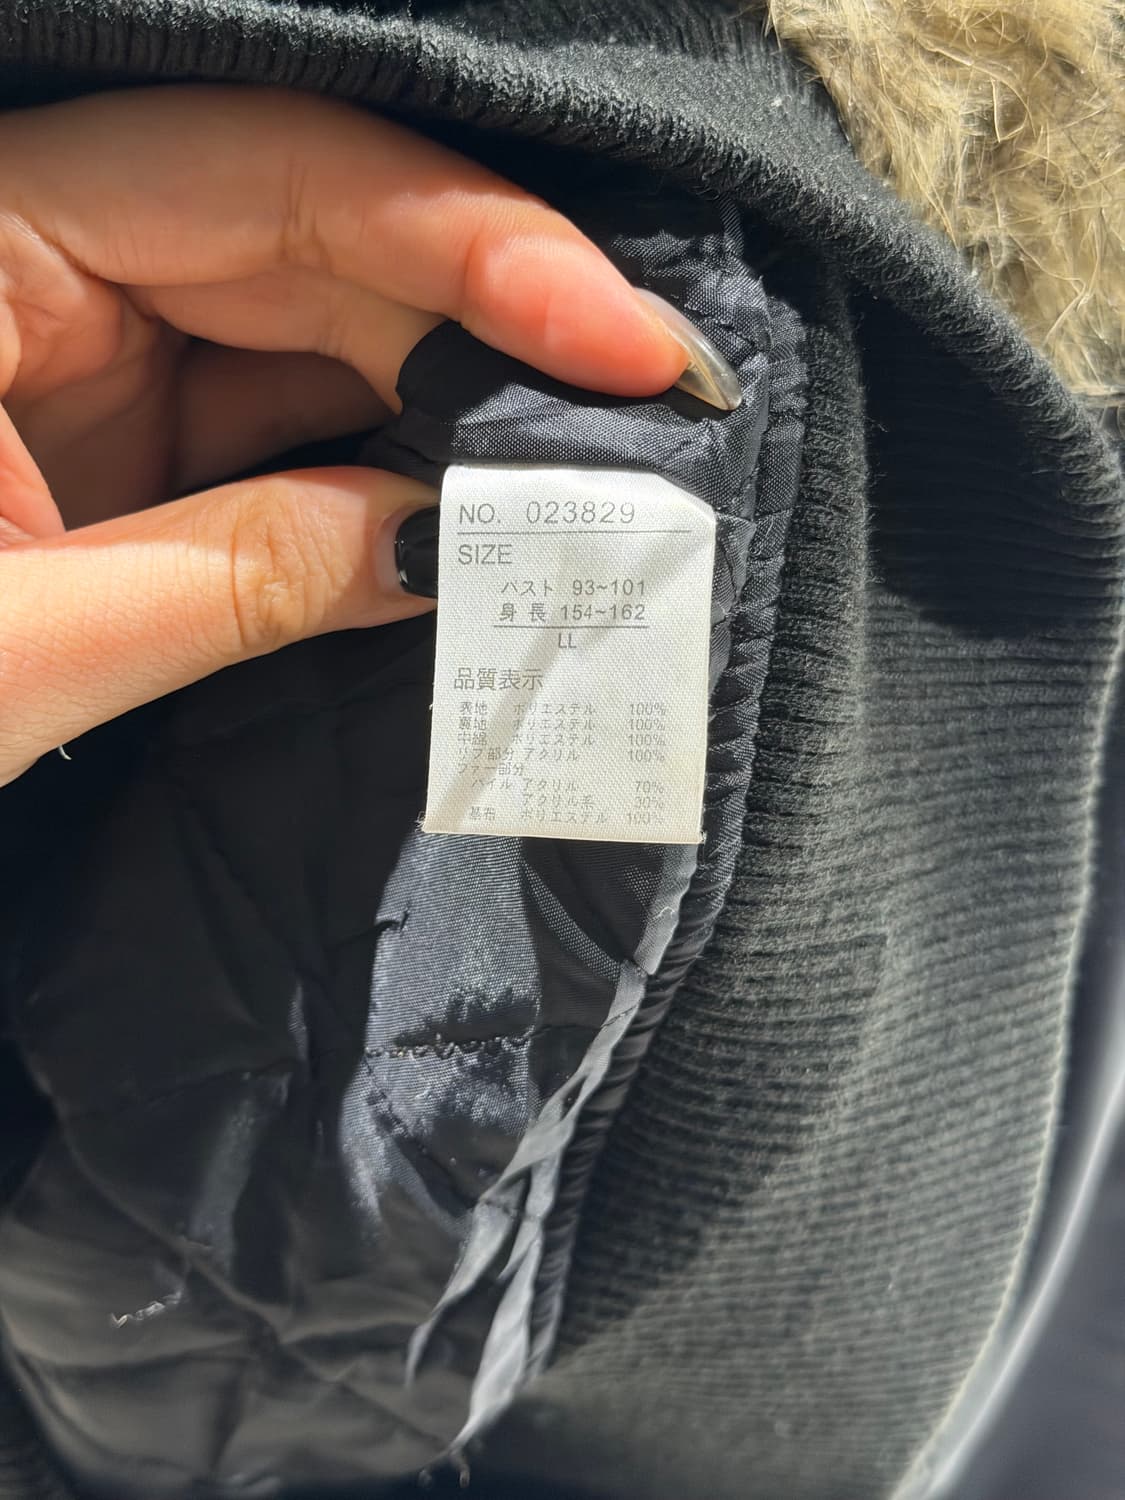 NO. 023829
SIZE
バスト 93~101
身長 154~162
LL
品質表示
表地 ポリエステル 100%
裏地 ポリエステル 100%
中綿 ポリエステル 100%
リブ部分 アクリル 100%
ファー部分
パイル アクリル 70%
アクリル系 30%
基布 ポリエステル 100%